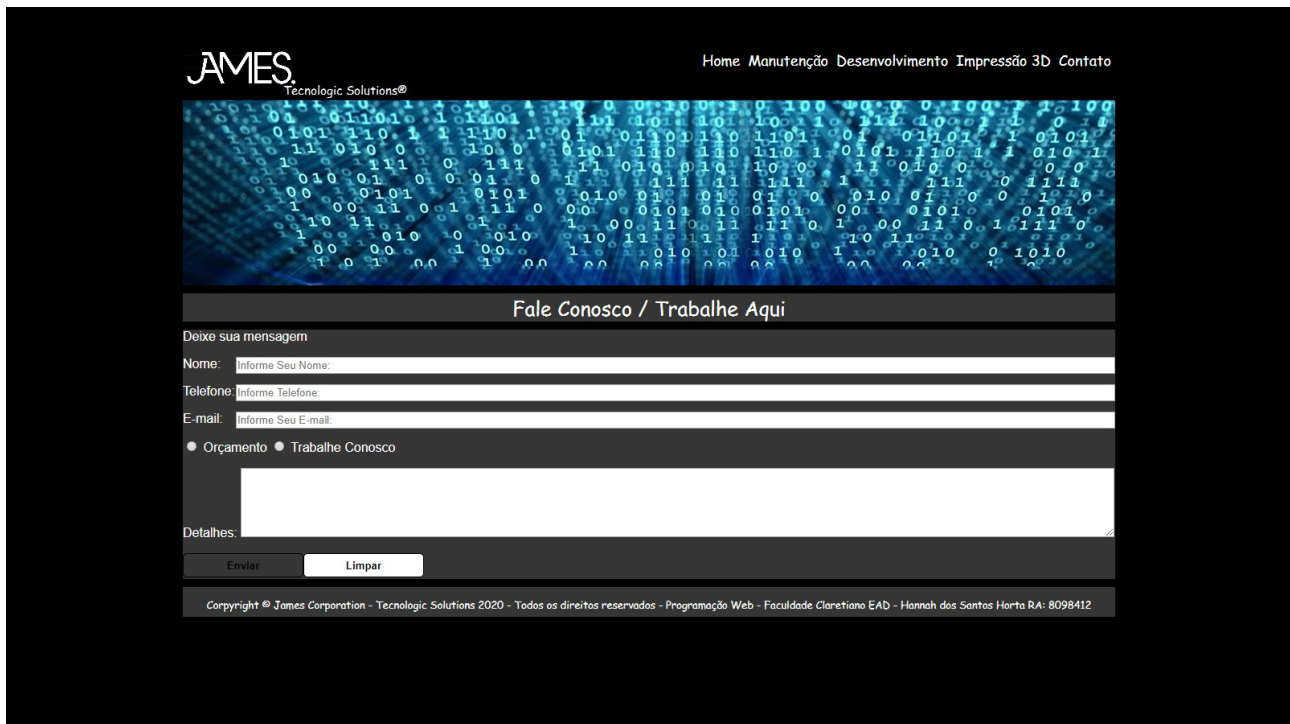 JAMES.
Tecnologic Solutions®
Home Manutenção Desenvolvimento Impressão 3D Contato
Fale Conosco / Trabalhe Aqui
Deixe sua mensagem
Nome: Informe Seu Nome:
Telefone: Informe Telefone:
E-mail: Informe Seu E-mail:
Orçamento Trabalhe Conosco
Detalhes:
Enviar Limpar
Corpyright © James Corporation - Tecnologic Solutions 2020 - Todos os direitos reservados - Programação Web - Faculdade Claretiano EAD - Hannah dos Santos Horta RA: 8098412